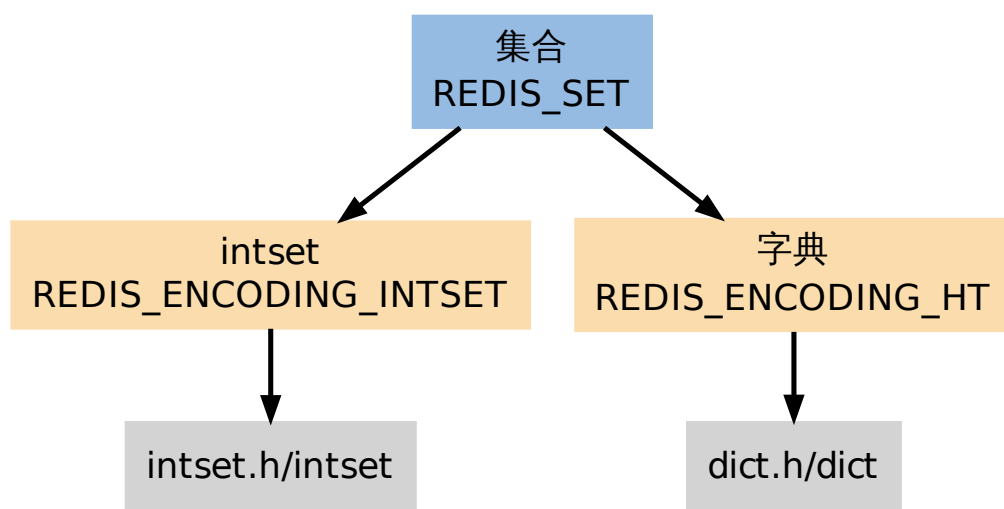 集合
REDIS_SET
intset
REDIS_ENCODING_INTSET
字典
REDIS_ENCODING_HT
intset.h/intset
dict.h/dict